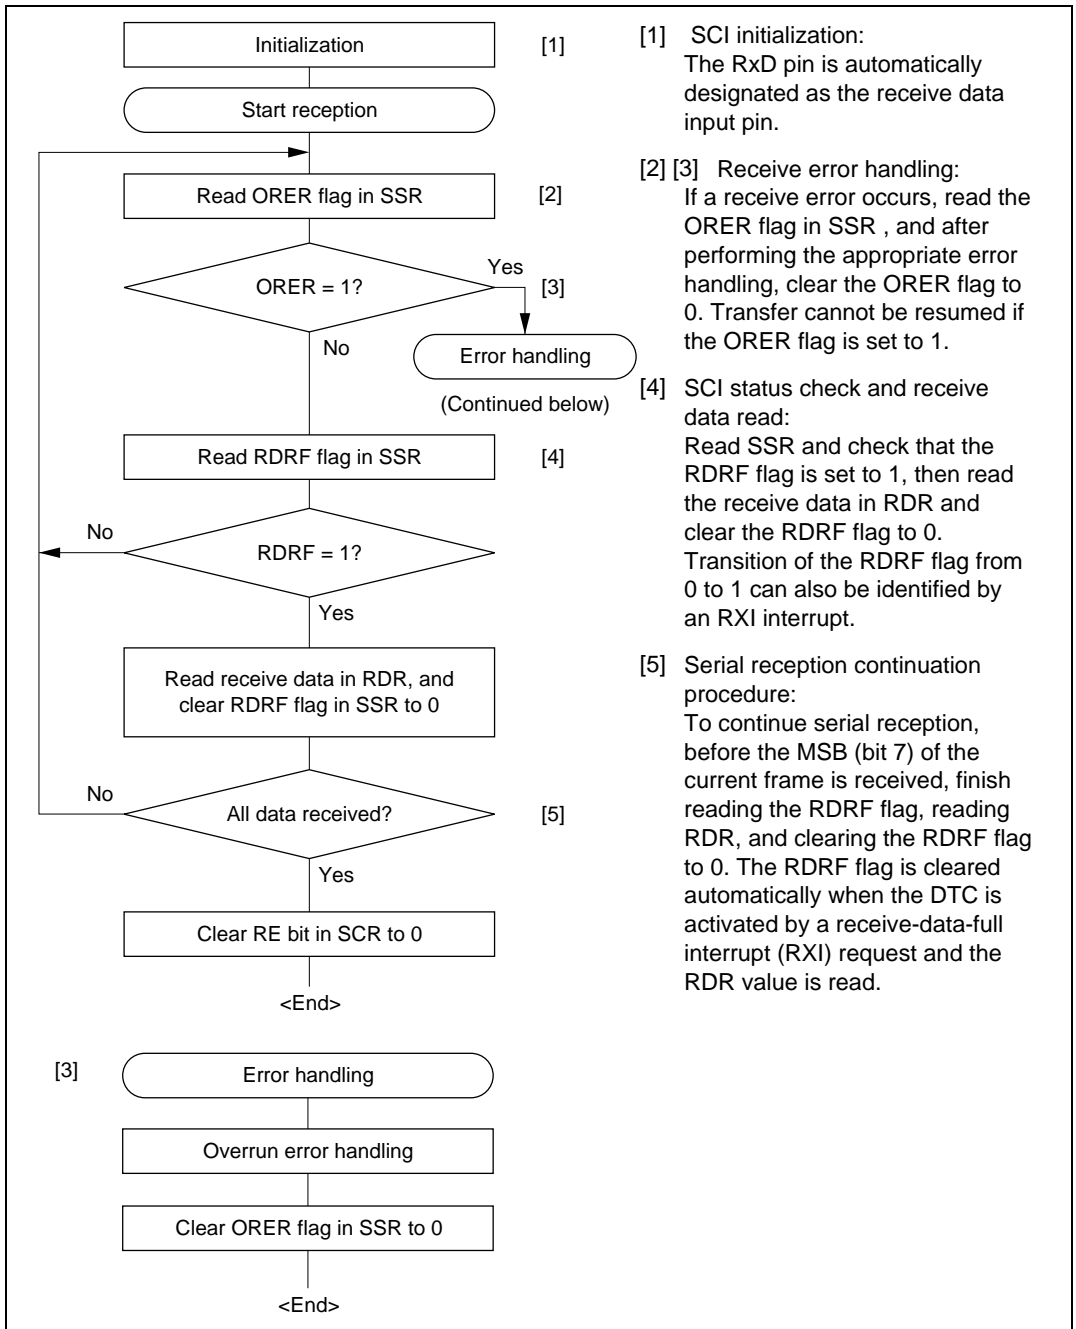 Initialization
[1]
Start reception
Read ORER flag in SSR
[2]
ORER = 1?
Yes
[3]
No
Error handling
(Continued below)
Read RDRF flag in SSR
[4]
No
RDRF = 1?
Yes
Read receive data in RDR, and
clear RDRF flag in SSR to 0
No
All data received?
[5]
Yes
Clear RE bit in SCR to 0
<End>
[3]
Error handling
Overrun error handling
Clear ORER flag in SSR to 0
<End>
[1] SCI initialization:
The RxD pin is automatically
designated as the receive data
input pin.
[2] [3] Receive error handling:
If a receive error occurs, read the
ORER flag in SSR , and after
performing the appropriate error
handling, clear the ORER flag to
0. Transfer cannot be resumed if
the ORER flag is set to 1.
[4] SCI status check and receive
data read:
Read SSR and check that the
RDRF flag is set to 1, then read
the receive data in RDR and
clear the RDRF flag to 0.
Transition of the RDRF flag from
0 to 1 can also be identified by
an RXI interrupt.
[5] Serial reception continuation
procedure:
To continue serial reception,
before the MSB (bit 7) of the
current frame is received, finish
reading the RDRF flag, reading
RDR, and clearing the RDRF flag
to 0. The RDRF flag is cleared
automatically when the DTC is
activated by a receive-data-full
interrupt (RXI) request and the
RDR value is read.